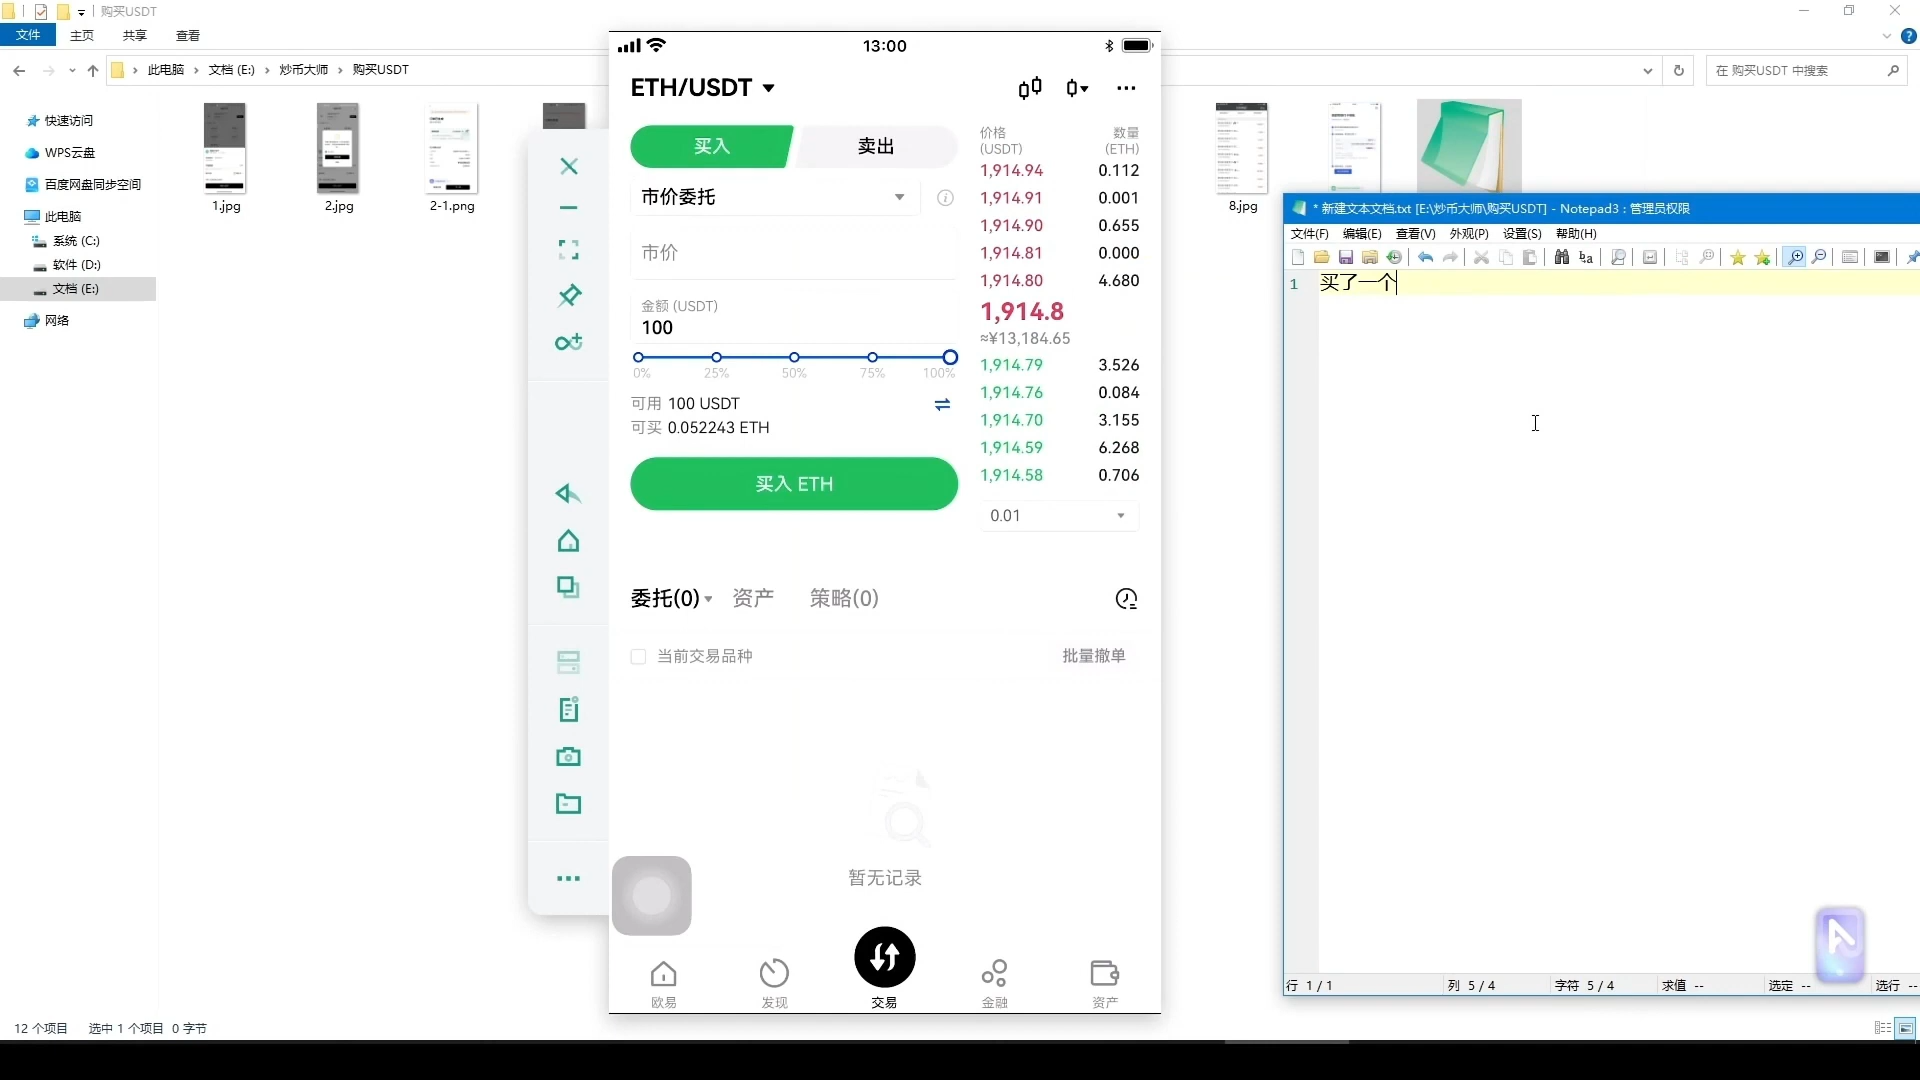 购买USDT
文件 主页 共享 查看
此电脑 文档 (E:) 炒币大师 购买USDT
在 购买USDT 中搜索
快速访问
WPS云盘
百度网盘同步空间
此电脑
系统 (C:)
软件 (D:)
文档 (E:)
网络
1.jpg
2.jpg
2-1.png
8.jpg
12 个项目 选中 1 个项目 0 字节
13:00
ETH/USDT
买入 卖出
市价委托
市价
金额 (USDT)
100
0% 25% 50% 75% 100%
可用 100 USDT
可买 0.052243 ETH
买入 ETH
价格 数量
(USDT) (ETH)
1,914.94 0.112
1,914.91 0.001
1,914.90 0.655
1,914.81 0.000
1,914.80 4.680
1,914.8
≈¥13,184.65
1,914.79 3.526
1,914.76 0.084
1,914.70 3.155
1,914.59 6.268
1,914.58 0.706
0.01
委托(0) 资产 策略(0)
当前交易品种 批量撤单
暂无记录
欧易 发现 交易 金融 资产
* 新建文本文档.txt [E:\炒币大师\购买USDT] - Notepad3 : 管理员权限
文件(F) 编辑(E) 查看(V) 外观(P) 设置(S) 帮助(H)
1 买了一个
行 1 / 1 列 5 / 4 字符 5 / 4 求值 -- 选定 -- 选行 --